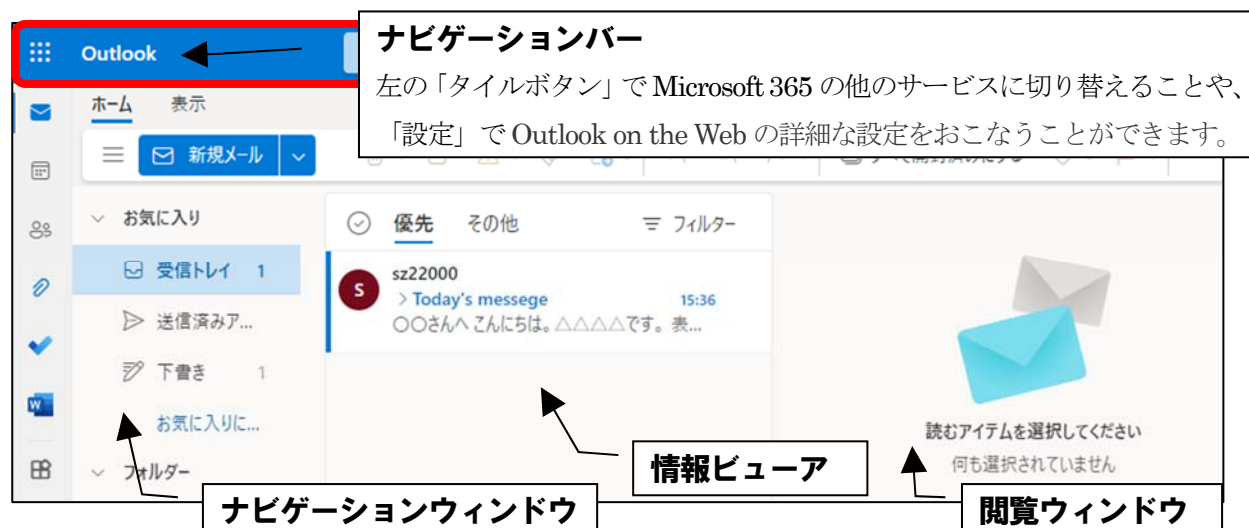 ナビゲーションバー
左の「タイルボタン」で Microsoft 365 の他のサービスに切り替えることや、
「設定」で Outlook on the Web の詳細な設定をおこなうことができます。
Outlook
ホーム 表示
新規メール
お気に入り
優先 その他 フィルター
受信トレイ 1
S
sz22000
> Today's messege 15:36
〇〇さんへ こんにちは。△△△△です。 表...
送信済みア...
下書き 1
お気に入りに...
W
読むアイテムを選択してください
何も選択されていません
フォルダー
情報ビューア
ナビゲーションウィンドウ
閲覧ウィンドウ